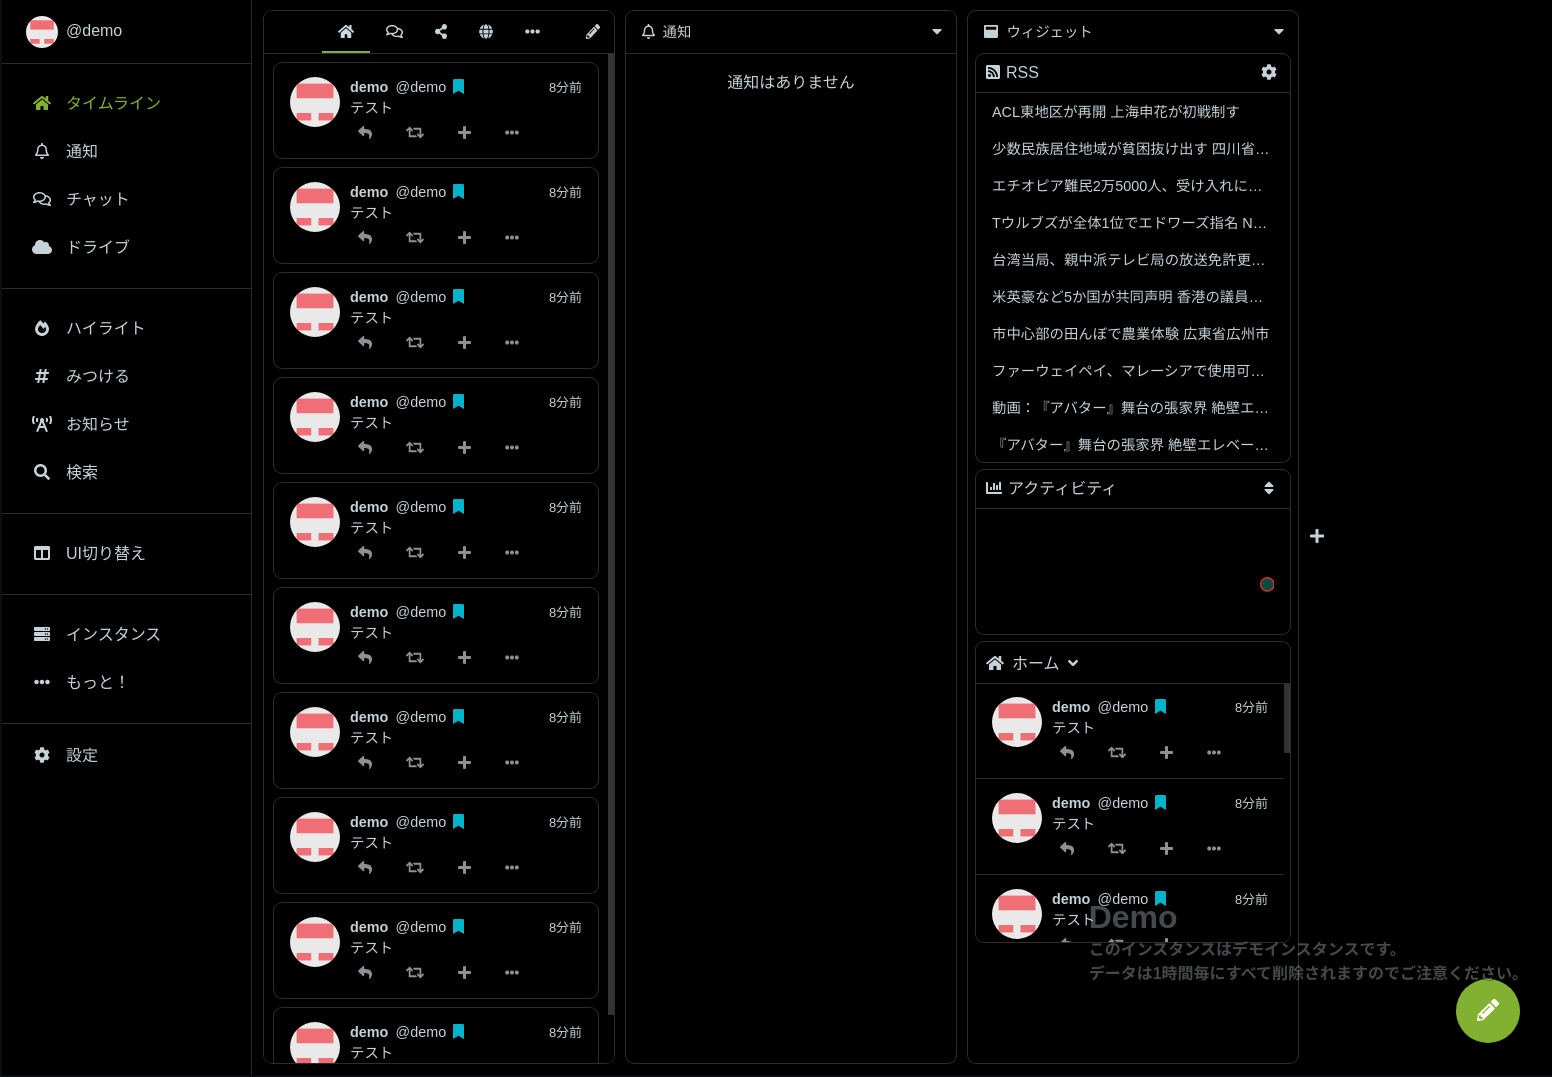 @demo
タイムライン
通知
チャット
ドライブ
ハイライト
みつける
お知らせ
検索
UI切り替え
インスタンス
もっと！
設定
demo @demo 8分前
テスト
demo @demo 8分前
テスト
demo @demo 8分前
テスト
demo @demo 8分前
テスト
demo @demo 8分前
テスト
demo @demo 8分前
テスト
demo @demo 8分前
テスト
demo @demo 8分前
テスト
demo @demo 8分前
テスト
demo @demo 8分前
テスト
通知
通知はありません
ウィジェット
RSS
ACL東地区が再開 上海申花が初戦制す
少数民族居住地域が貧困抜け出す 四川省…
エチオピア難民2万5000人、受け入れに…
Tウルブズが全体1位でエドワーズ指名 N…
台湾当局、親中派テレビ局の放送免許更…
米英豪など5か国が共同声明 香港の議員…
市中心部の田んぼで農業体験 広東省広州市
ファーウェイペイ、マレーシアで使用可…
動画：『アバター』舞台の張家界 絶壁エ…
『アバター』舞台の張家界 絶壁エレベー…
アクティビティ
ホーム
demo @demo 8分前
テスト
demo @demo 8分前
テスト
demo @demo 8分前
テスト
Demo
このインスタンスはデモインスタンスです。
データは1時間毎にすべて削除されますのでご注意ください。